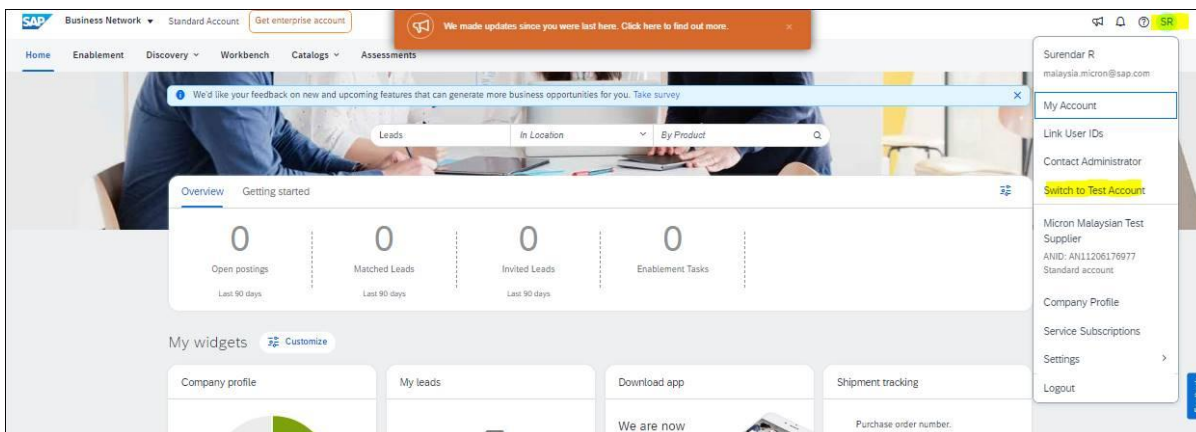 SAP Business Network Standard Account Get enterprise account
We made updates since you were last here. Click here to find out more.
SR
Home Enablement Discovery Workbench Catalogs Assessments
We'd like your feedback on new and upcoming features that can generate more business opportunities for you. Take survey
Leads In Location By Product
Overview Getting started
0 0 0 0
Open postings Matched Leads Invited Leads Enablement Tasks
Last 90 days Last 90 days Last 90 days
My widgets Customize
Company profile My leads Download app Shipment tracking
We are now Purchase order number.
Surendar R
malaysia.micron@sap.com
My Account
Link User IDs
Contact Administrator
Switch to Test Account
Micron Malaysian Test
Supplier
ANID: AN11206176977
Standard account
Company Profile
Service Subscriptions
Settings
Logout